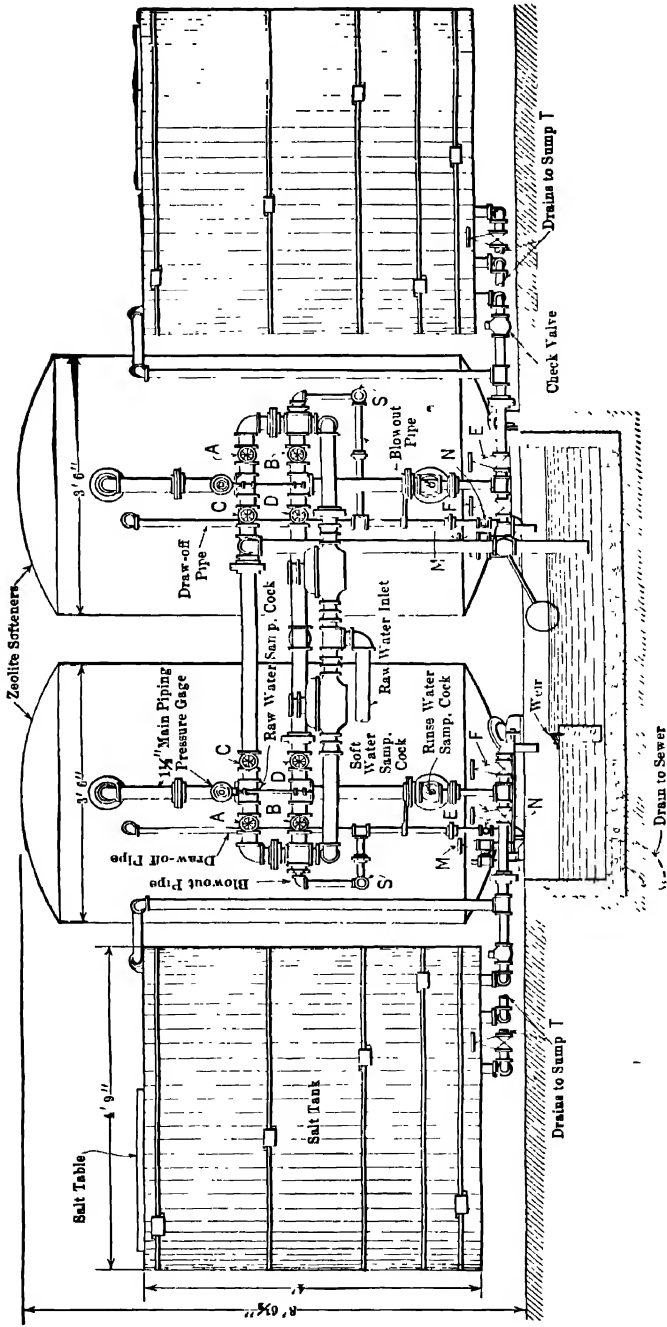 Zeolite Softeners
3' 6"
3' 6"
1½" Main Piping
Pressure Gage
Salt Table
4' 9"
Draw-off
Pipe
Draw-off Pipe
Blowout Pipe
A
C
C
A
B
D
D
B
Raw Water Samp. Cock
S
S
Salt Tank
4'
8' 6½"
Raw Water Inlet
Soft
Water
Samp.
Cock
Rinse Water
Samp. Cock
Blowout
Pipe
M
E
F
N
M
F
N
E
Check Valve
Drains to Sump T
Drains to Sump T
Weir
Drain to Sewer